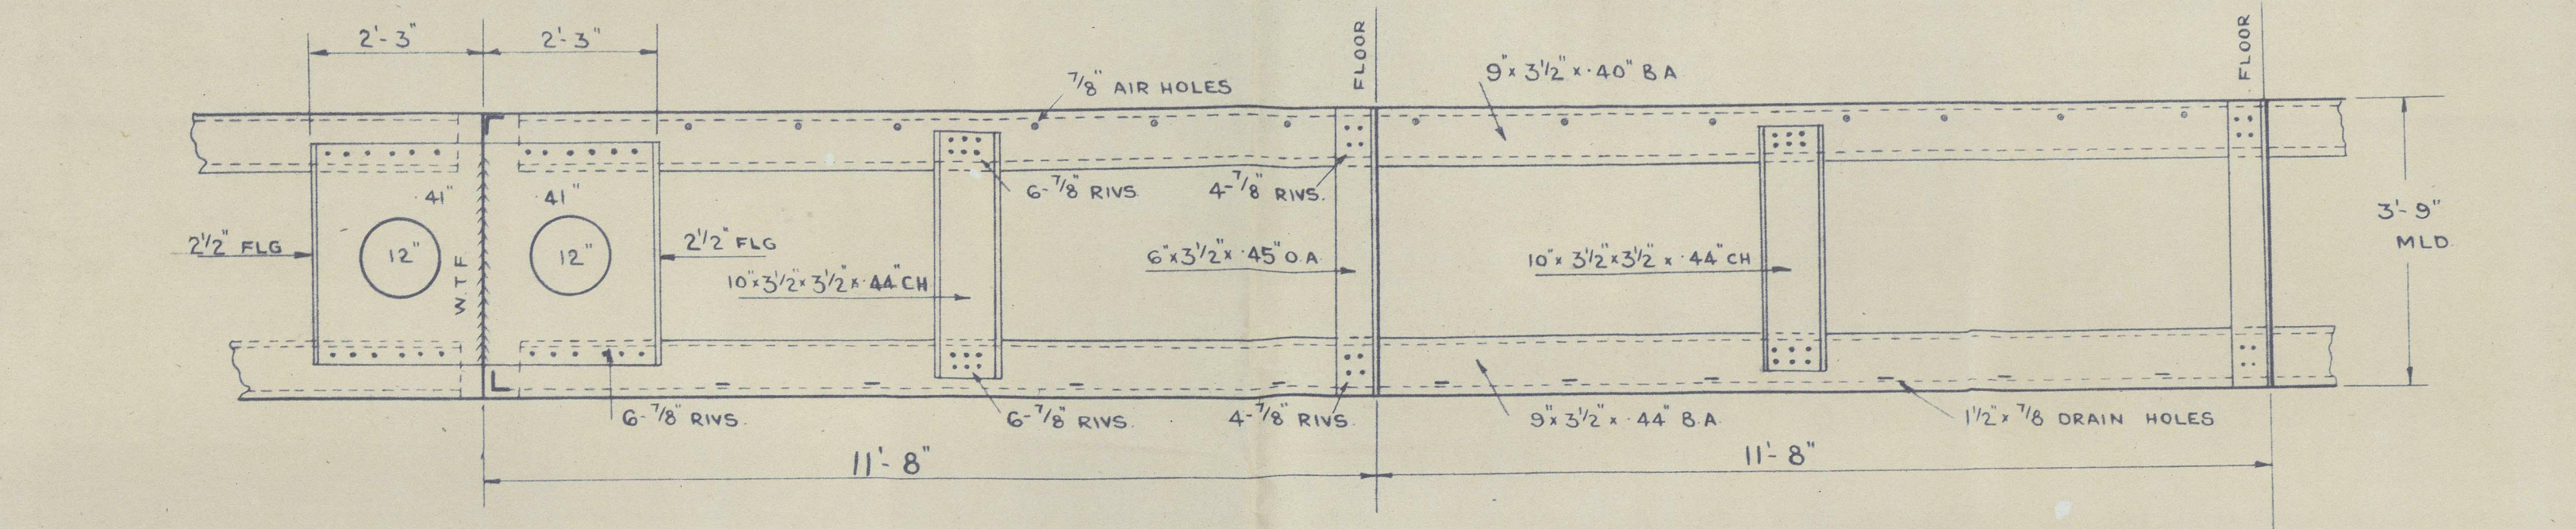 2'-3"
2'-3"
FLOOR
FLOOR
7/8" AIR HOLES
9" x 3 1/2" x .40" B A
41"
41"
6-7/8" RIVS
4-7/8" RIVS.
3'-9"
MLD.
2 1/2" FLG
12"
W.T.F.
12"
2 1/2" FLG
10" x 3 1/2" x 3 1/2" x .44" CH
6" x 3 1/2" x .45" O.A.
10" x 3 1/2" x 3 1/2" x .44" CH
6-7/8" RIVS.
6-7/8" RIVS.
4-7/8" RIVS.
9" x 3 1/2" x .44" B.A.
1 1/2" x 7/8 DRAIN HOLES
11'-8"
11'-8"